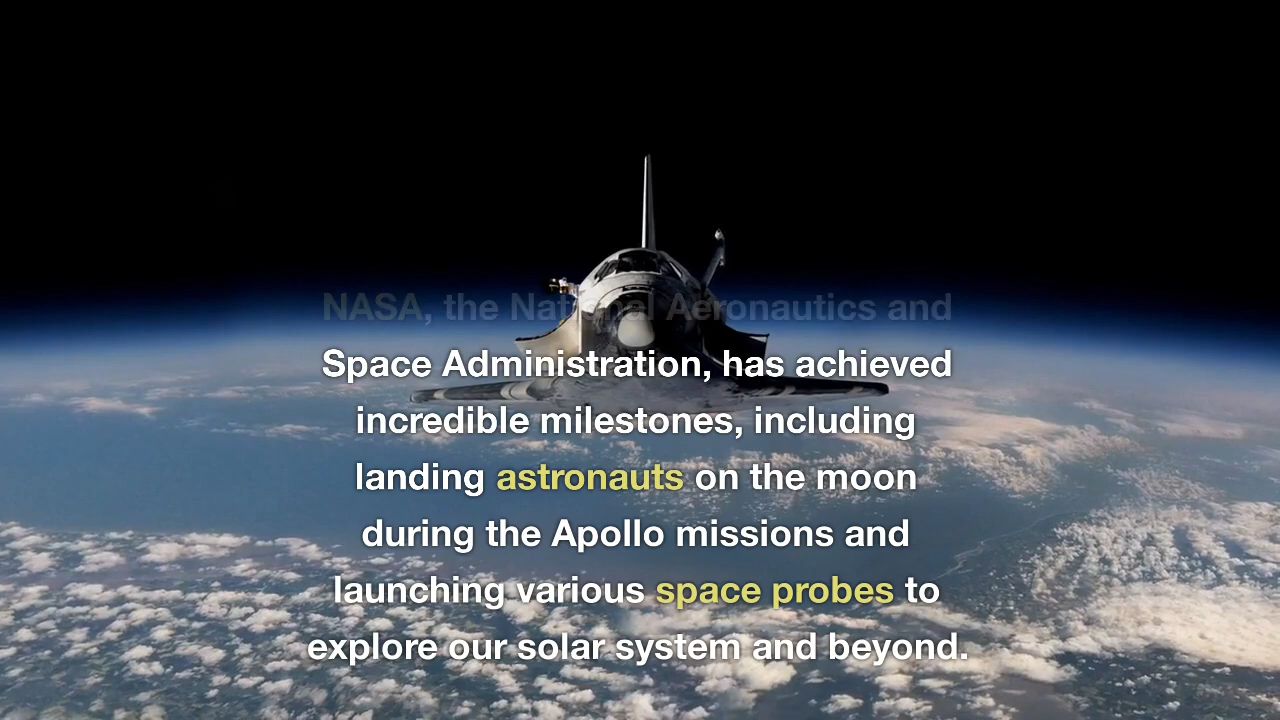 NASA, the National Aeronautics and
Space Administration, has achieved
incredible milestones, including
landing astronauts on the moon
during the Apollo missions and
launching various space probes to
explore our solar system and beyond.